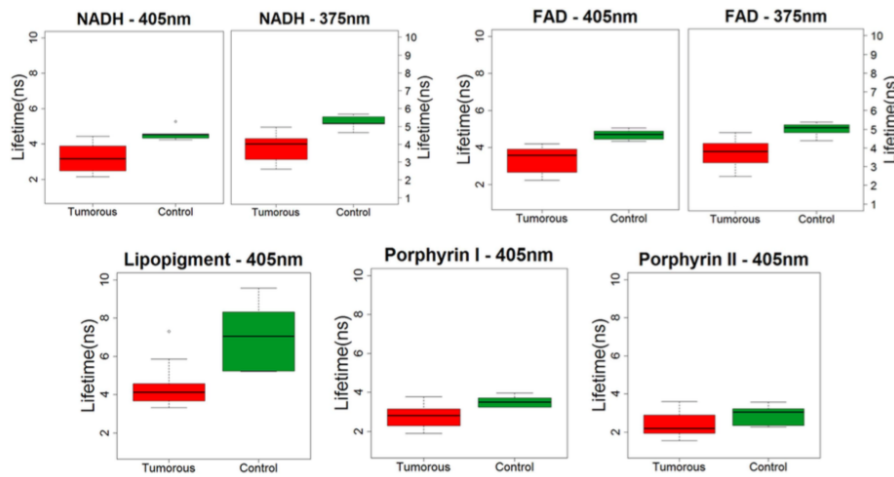 NADH - 405nm
NADH - 375nm
FAD - 405nm
FAD - 375nm
Lifetime(ns)
10
8
6
4
2
Tumorous
Control
Tumorous
Control
10
9
8
7
6
5
4
3
2
1
Lifetime(ns)
Lifetime(ns)
10
8
6
4
2
Tumorous
Control
Tumorous
Control
10
9
8
7
6
5
4
3
2
1
Lifetime(ns)
Lipopigment - 405nm
Porphyrin I - 405nm
Porphyrin II - 405nm
Lifetime(ns)
10
8
6
4
2
Tumorous
Control
Lifetime(ns)
10
8
6
4
2
Tumorous
Control
Lifetime(ns)
10
8
6
4
2
Tumorous
Control